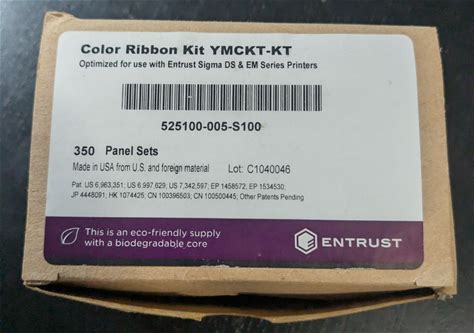 Color Ribbon Kit YMCKT-KT
Optimized for use with Entrust Sigma DS & EM Series Printers
525100-005-S100
350 Panel Sets
Made in USA from U.S. and foreign material Lot: C1040046
Pat. US 6,963,351; US 6,997,629; US 7,342,597; EP 1458572; EP 1534530;
JP 4448091; HK 1074425; CN 100396503; CN 100500445; Other Patents Pending
This is an eco-friendly supply
with a biodegradable core
ENTRUST